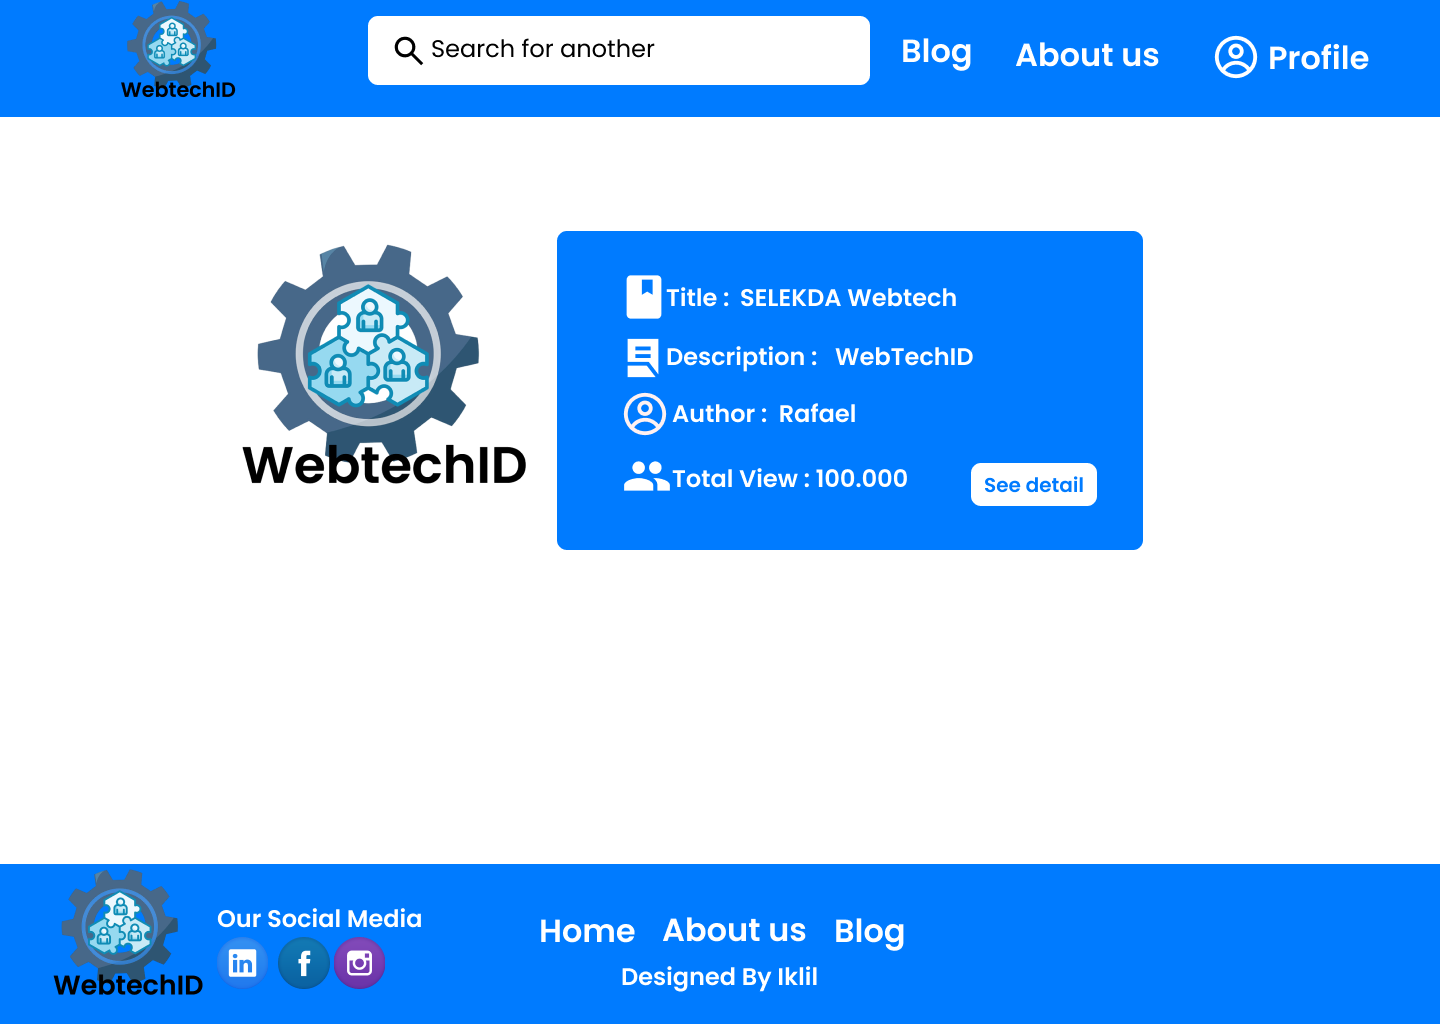 WebtechID
Search for another
Blog
About us
Profile
WebtechID
Title : SELEKDA Webtech
Description : WebTechID
Author : Rafael
Total View : 100.000
See detail
WebtechID
Our Social Media
in
f
Home
About us
Blog
Designed By Iklil